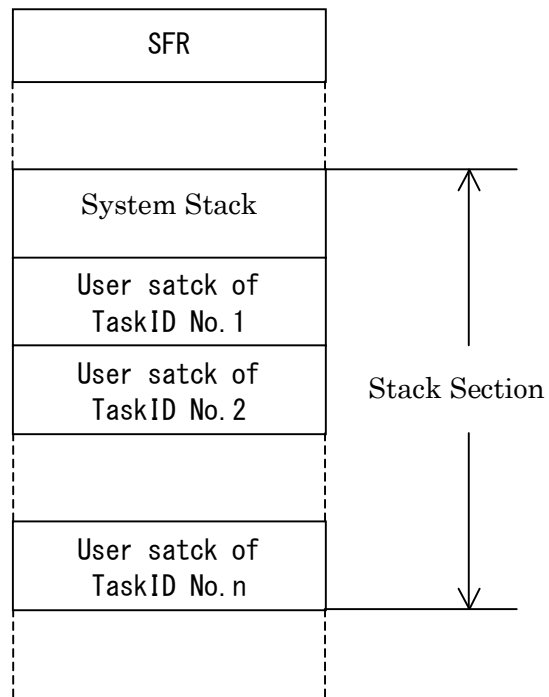 SFR
System Stack
User satck of
TaskID No.1
User satck of
TaskID No.2
Stack Section
User satck of
TaskID No.n